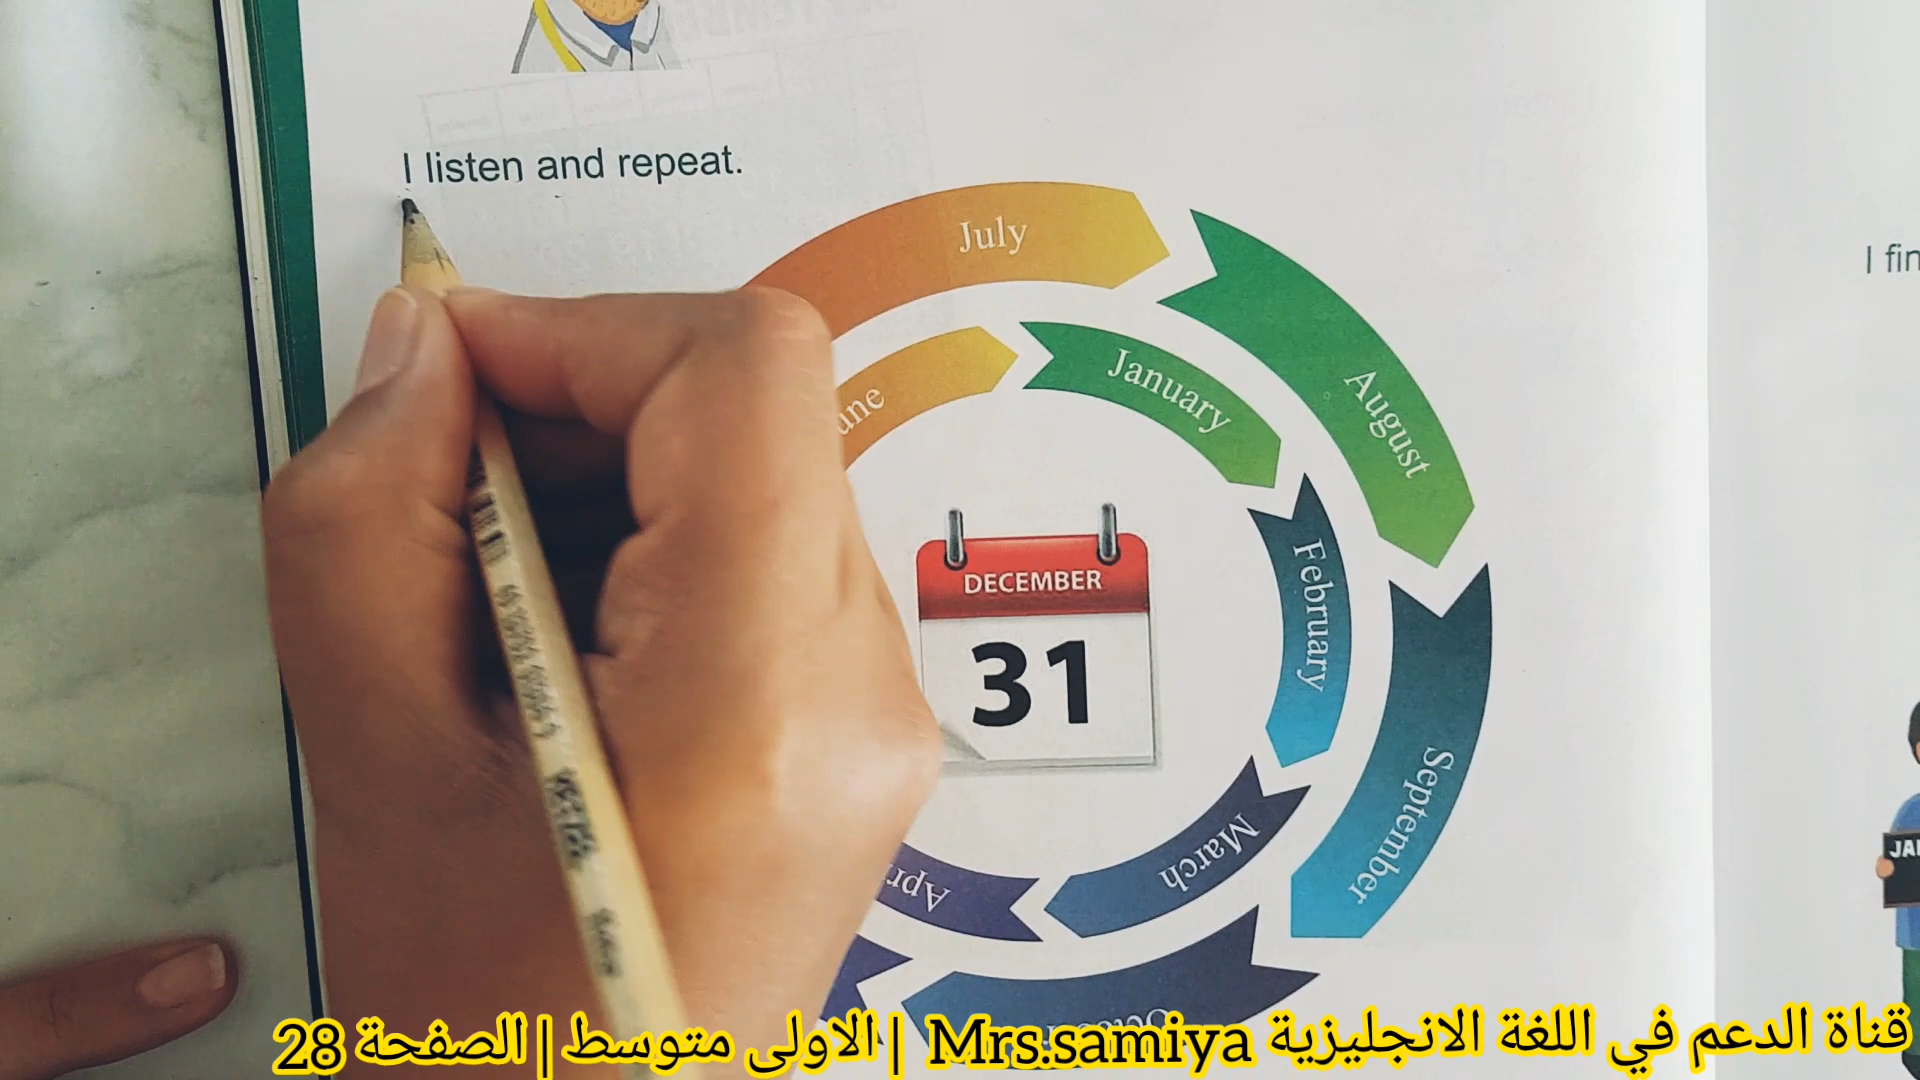 I listen and repeat.
July
August
January
February
September
March
DECEMBER
31
I fin
JA
قناة الدعم في اللغة الانجليزية Mrs.samiya | الاولى متوسط | الصفحة 28